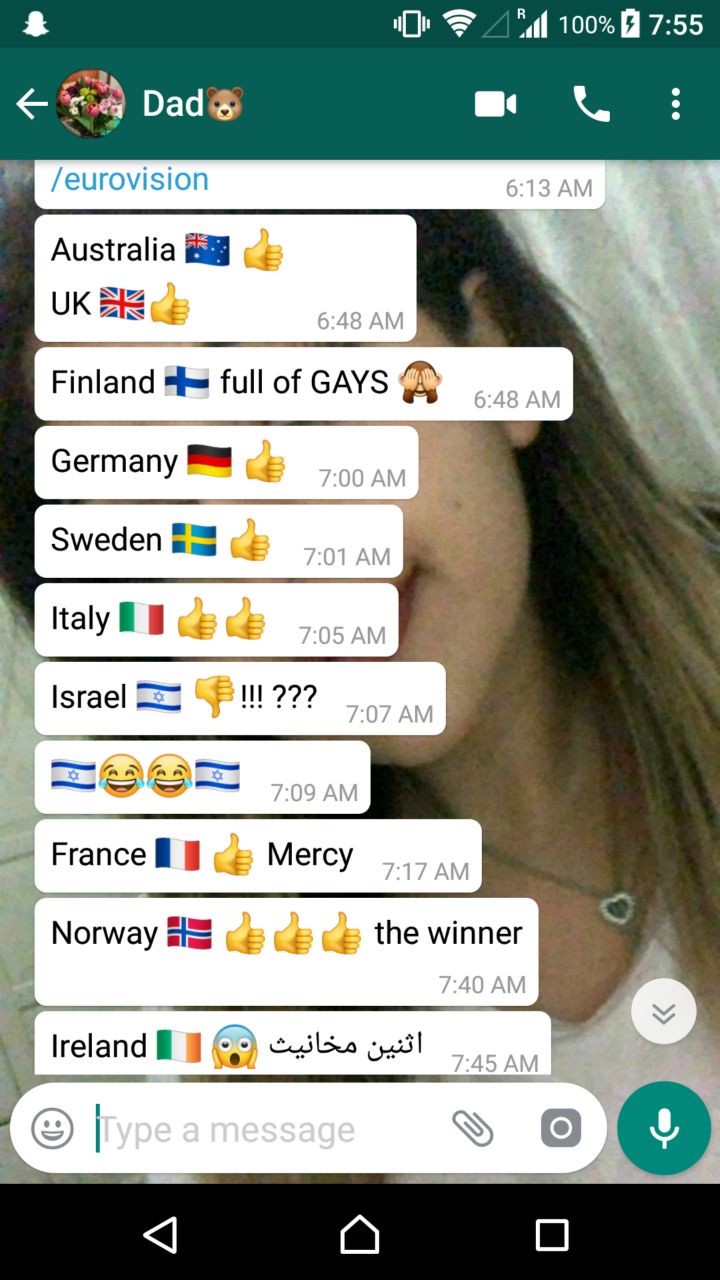 R 100% 7:55
Dad🐻
/eurovision
6:13 AM
Australia 🇦🇺 👍
UK 🇬🇧👍
6:48 AM
Finland 🇫🇮 full of GAYS 🙈
6:48 AM
Germany 🇩🇪 👍
7:00 AM
Sweden 🇸🇪 👍
7:01 AM
Italy 🇮🇹 👍👍
7:05 AM
Israel 🇮🇱 👎!!! ???
7:07 AM
🇮🇱😂😂🇮🇱
7:09 AM
France 🇫🇷 👍 Mercy
7:17 AM
Norway 🇳🇴 👍👍👍 the winner
7:40 AM
Ireland 🇮🇪 😱 اثنين مخانيث
7:45 AM
Type a message